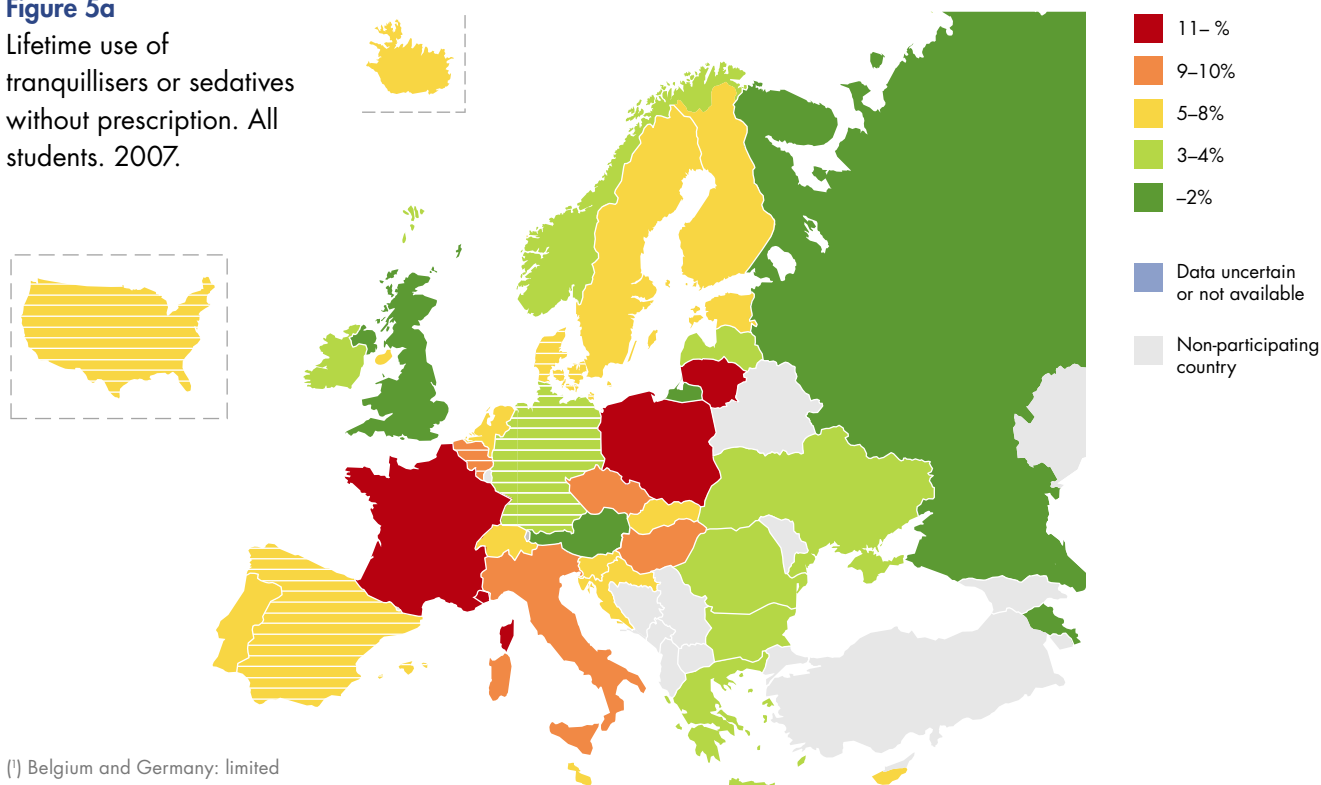 Figure 5a
Lifetime use of
tranquillisers or sedatives
without prescription. All
students. 2007.
11– %
9–10%
5–8%
3–4%
–2%
Data uncertain
or not available
Non-participating
country
(¹) Belgium and Germany: limited